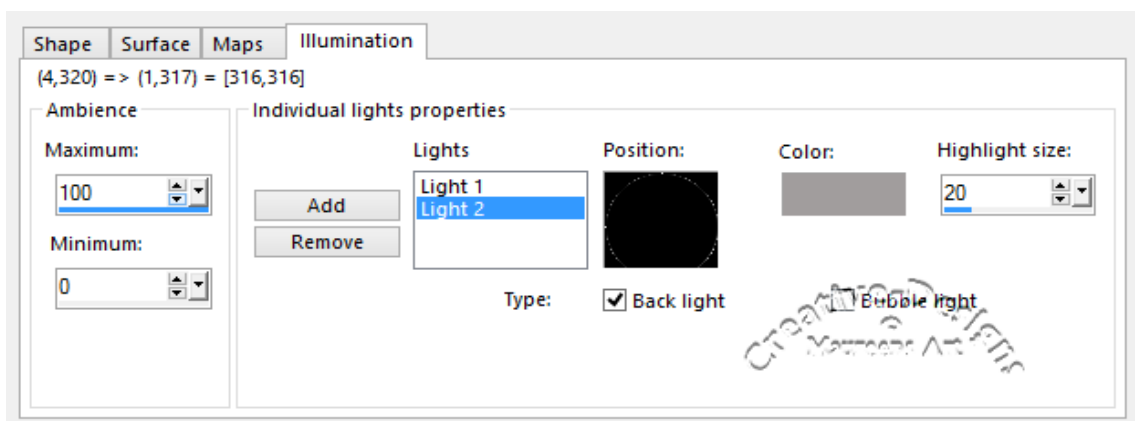 Shape Surface Maps Illumination
(4,320) => (1,317) = [316,316]
Ambience
Individual lights properties
Maximum:
Lights
Position:
Color:
Highlight size:
100
Light 1
20
Add
Light 2
Remove
Minimum:
0
Type:
Back light
Bubble light